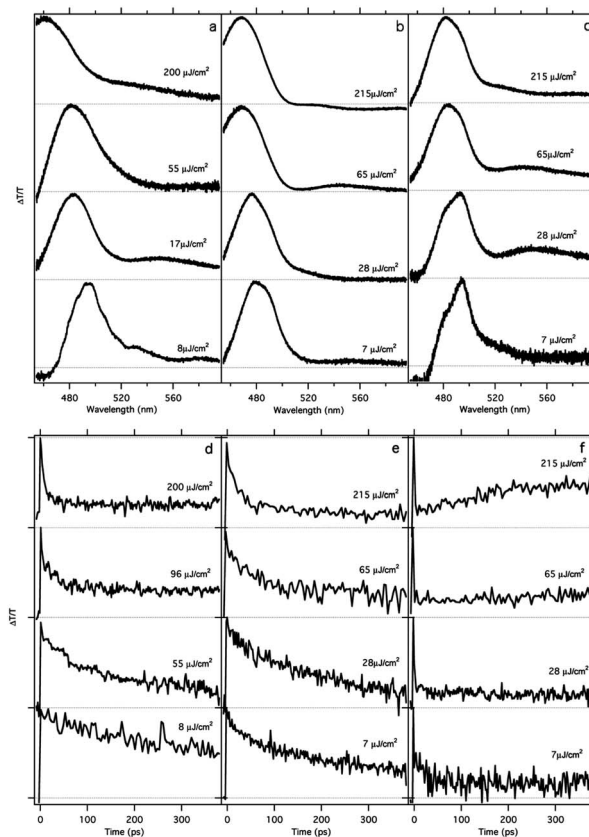 a
b
c
200 µJ/cm²
215µJ/cm²
215 µJ/cm²
55 µJ/cm²
65 µJ/cm²
65µJ/cm²
17µJ/cm²
28 µJ/cm²
28 µJ/cm²
8µJ/cm²
7 µJ/cm²
7 µJ/cm²
ΔT/T
480 520 560
480 520 560
480 520 560
Wavelength (nm)
Wavelength (nm)
Wavelength (nm)
d
e
f
200 µJ/cm²
215 µJ/cm²
215 µJ/cm²
96 µJ/cm²
65 µJ/cm²
65 µJ/cm²
55 µJ/cm²
28µJ/cm²
28 µJ/cm²
8 µJ/cm²
7 µJ/cm²
7µJ/cm²
ΔT/T
0 100 200 300
0 100 200 300
0 100 200 300
Time (ps)
Time (ps)
Time (ps)